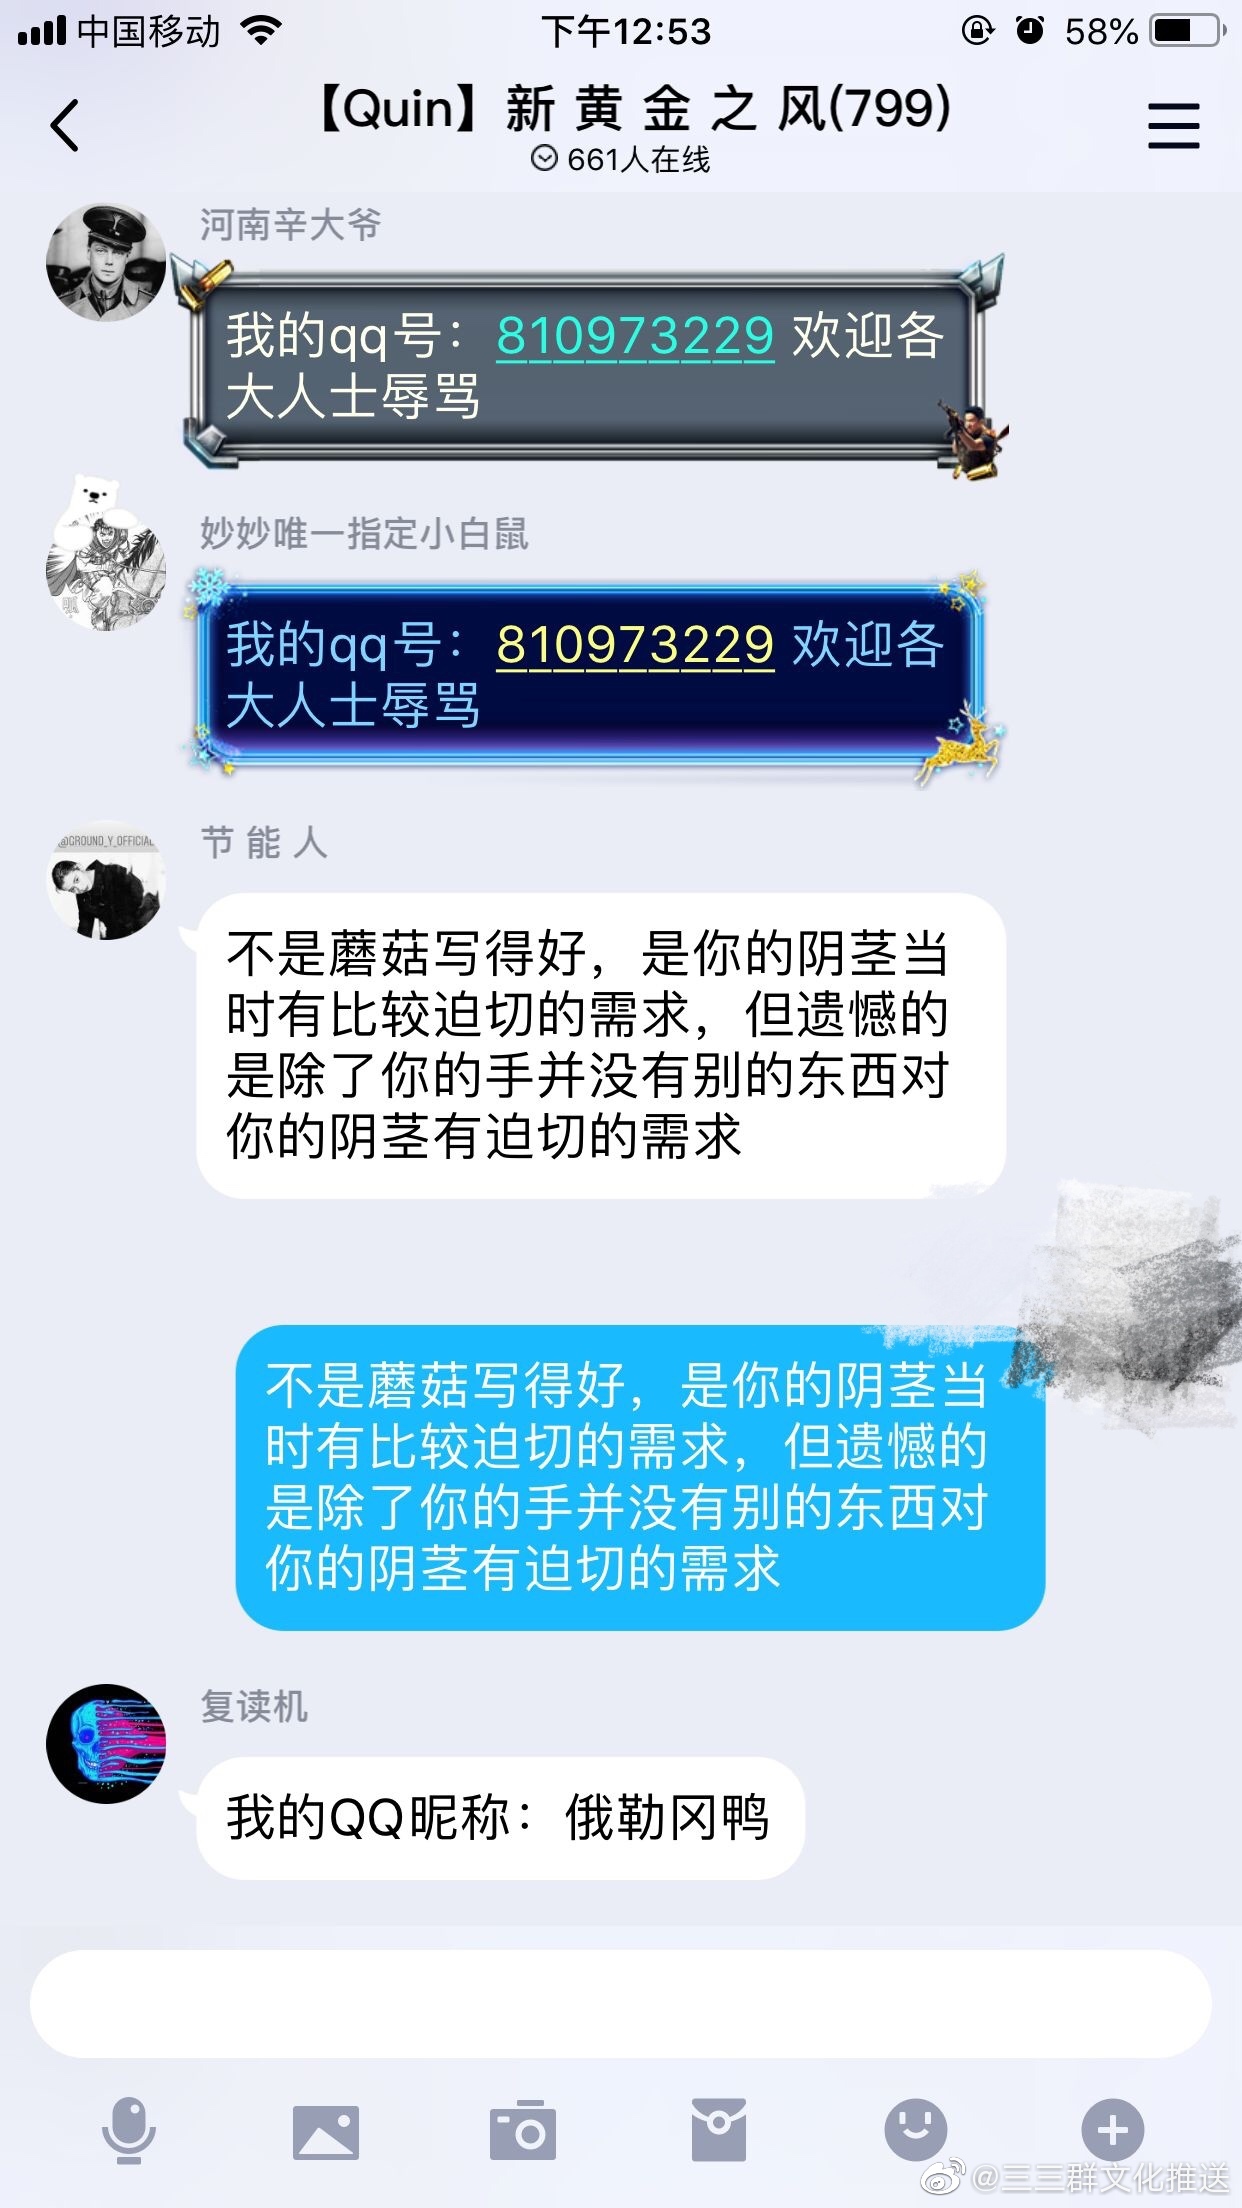 中国移动
下午12:53
58%
【Quin】新 黄 金 之 风(799)
661人在线
河南辛大爷
我的qq号：810973229 欢迎各
大人士辱骂
妙妙唯一指定小白鼠
我的qq号：810973229 欢迎各
大人士辱骂
@GROUND_Y_OFFICIAL
节 能 人
不是蘑菇写得好，是你的阴茎当
时有比较迫切的需求，但遗憾的
是除了你的手并没有别的东西对
你的阴茎有迫切的需求
不是蘑菇写得好，是你的阴茎当
时有比较迫切的需求，但遗憾的
是除了你的手并没有别的东西对
你的阴茎有迫切的需求
复读机
我的QQ昵称：俄勒冈鸭
@三三群文化推送